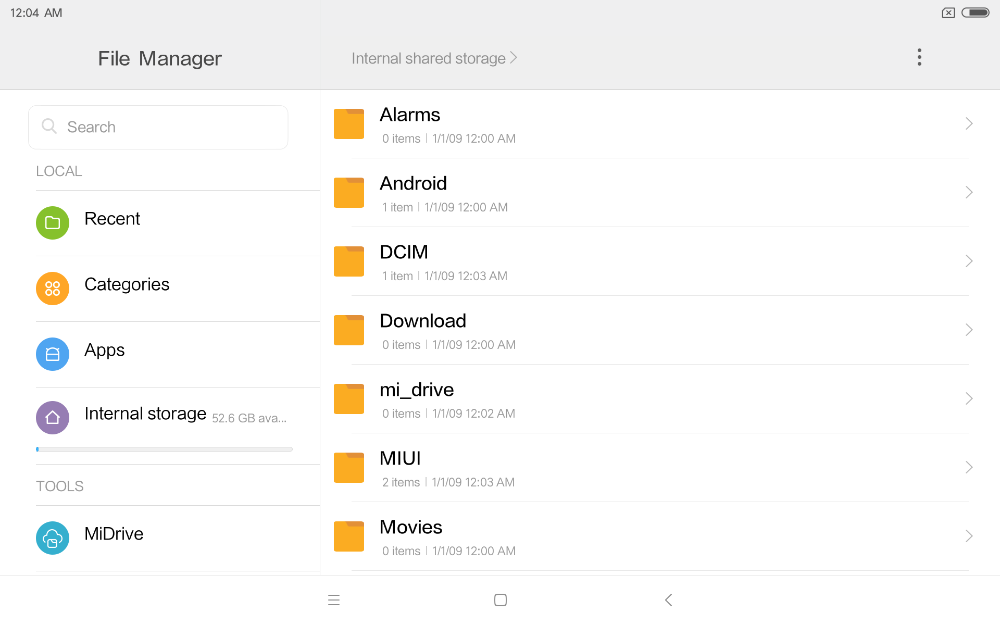 12:04 AM
File Manager
Internal shared storage
Search
LOCAL
Recent
Categories
Apps
Internal storage 52.6 GB ava...
TOOLS
MiDrive
Alarms
0 items | 1/1/09 12:00 AM
Android
1 item | 1/1/09 12:00 AM
DCIM
1 item | 1/1/09 12:03 AM
Download
0 items | 1/1/09 12:00 AM
mi_drive
0 items | 1/1/09 12:02 AM
MIUI
2 items | 1/1/09 12:03 AM
Movies
0 items | 1/1/09 12:00 AM